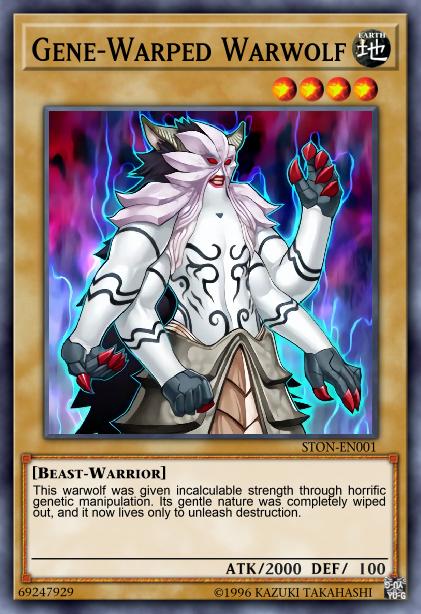 GENE-WARPED WARWOLF
EARTH
地
STON-EN001
[BEAST-WARRIOR]
This warwolf was given incalculable strength through horrific
genetic manipulation. Its gentle nature was completely wiped
out, and it now lives only to unleash destruction.
ATK/2000 DEF/ 100
69247929
©1996 KAZUKI TAKAHASHI